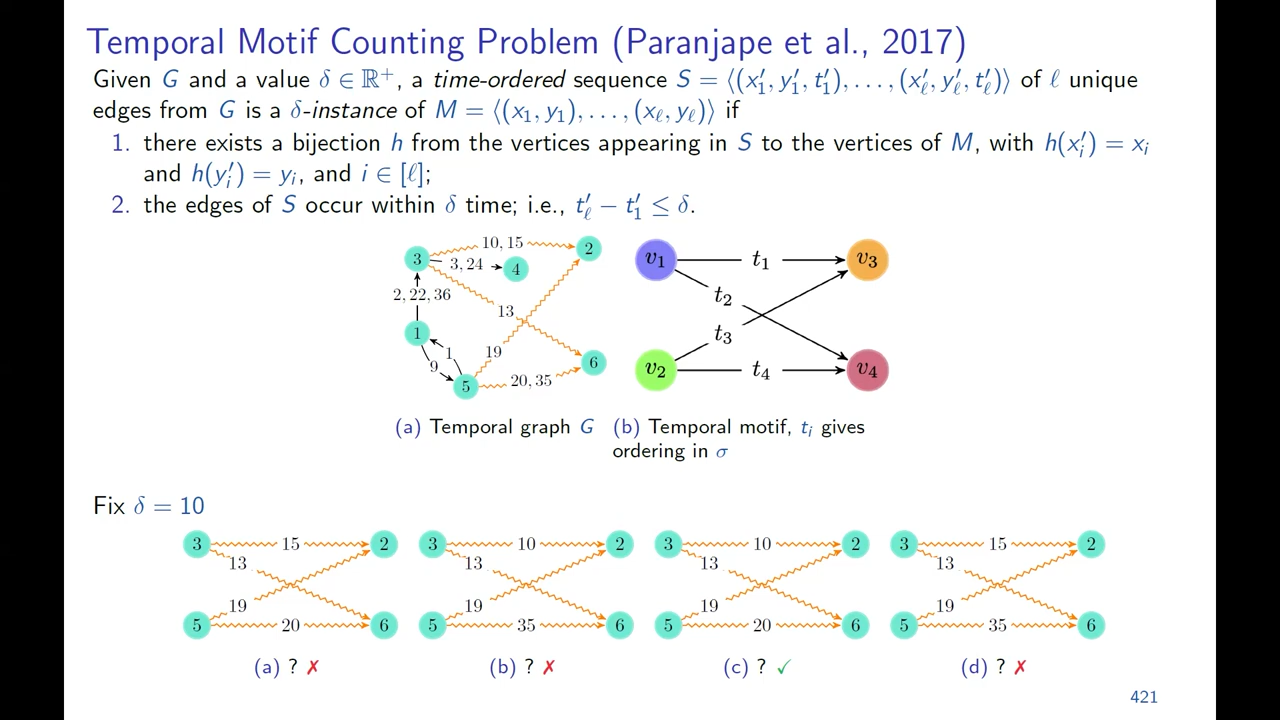 Temporal Motif Counting Problem (Paranjape et al., 2017)
Given G and a value δ ∈ ℝ⁺, a time-ordered sequence S = ⟨(x′₁, y′₁, t′₁), . . . , (x′ℓ, y′ℓ, t′ℓ)⟩ of ℓ unique
edges from G is a δ-instance of M = ⟨(x₁, y₁), . . . , (xℓ, yℓ)⟩ if
1. there exists a bijection h from the vertices appearing in S to the vertices of M, with h(x′ᵢ) = xᵢ
and h(y′ᵢ) = yᵢ, and i ∈ [ℓ];
2. the edges of S occur within δ time; i.e., t′ℓ − t′₁ ≤ δ.
3 10, 15 2
3, 24 4
2, 22, 36
13
1
1
9
19
5 20, 35 6
v₁ t₁ v₃
t₂
t₃
v₂ t₄ v₄
(a) Temporal graph G
(b) Temporal motif, tᵢ gives
ordering in σ
Fix δ = 10
3 15 2
13
19
5 20 6
(a) ? ✗
3 10 2
13
19
5 35 6
(b) ? ✗
3 10 2
13
19
5 20 6
(c) ? ✓
3 15 2
13
19
5 35 6
(d) ? ✗
421